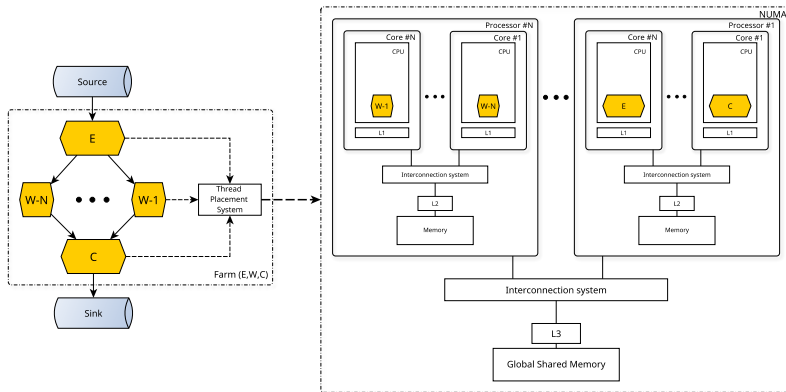 Source
E
W-N
W-1
C
Thread
Placement
System
Farm (E,W,C)
Sink
NUMA
Processor #N
Core #N
CPU
W-1
L1
Core #1
CPU
W-N
L1
Interconnection system
L2
Memory
Processor #1
Core #N
CPU
E
L1
Core #1
CPU
C
L1
Interconnection system
L2
Memory
Interconnection system
L3
Global Shared Memory